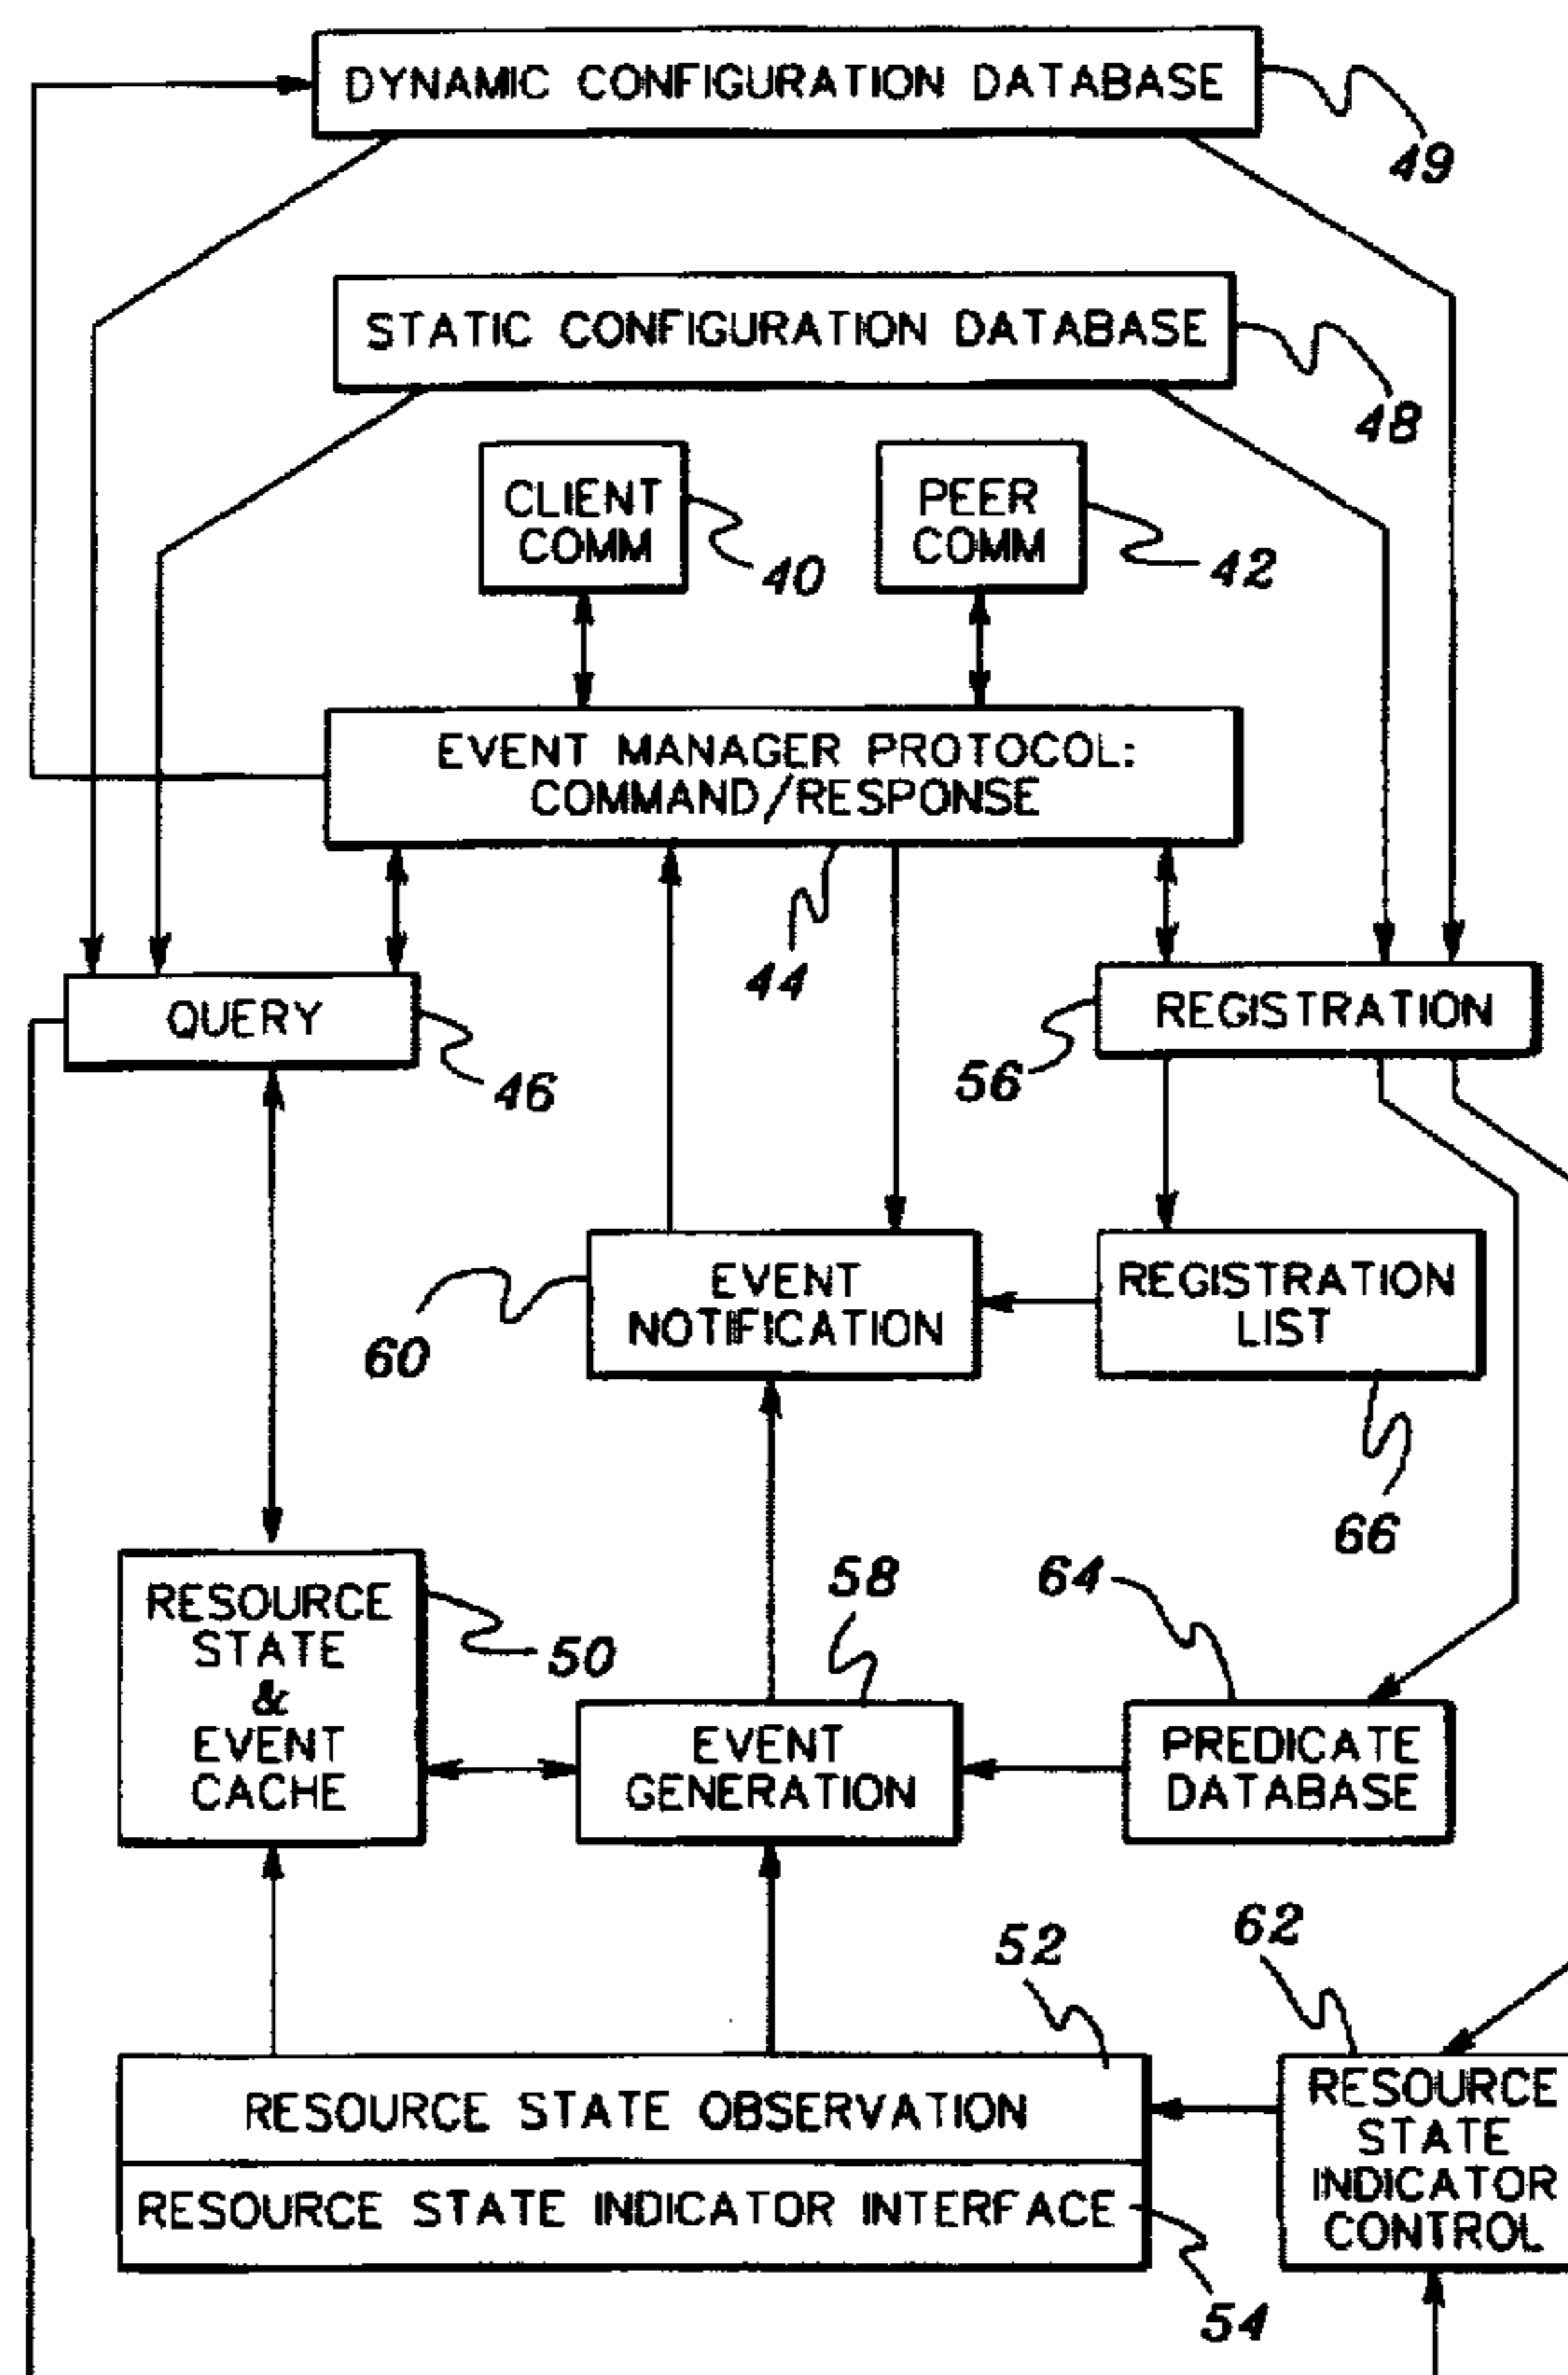 DYNAMIC CONFIGURATION DATABASE
49
STATIC CONFIGURATION DATABASE
48
CLIENT
COMM
40
PEER
COMM
42
EVENT MANAGER PROTOCOL:
COMMAND/RESPONSE
44
QUERY
46
REGISTRATION
56
EVENT
NOTIFICATION
60
REGISTRATION
LIST
66
RESOURCE
STATE
&
EVENT
CACHE
50
58
EVENT
GENERATION
64
PREDICATE
DATABASE
52
62
RESOURCE STATE OBSERVATION
RESOURCE STATE INDICATOR INTERFACE
54
RESOURCE
STATE
INDICATOR
CONTROL